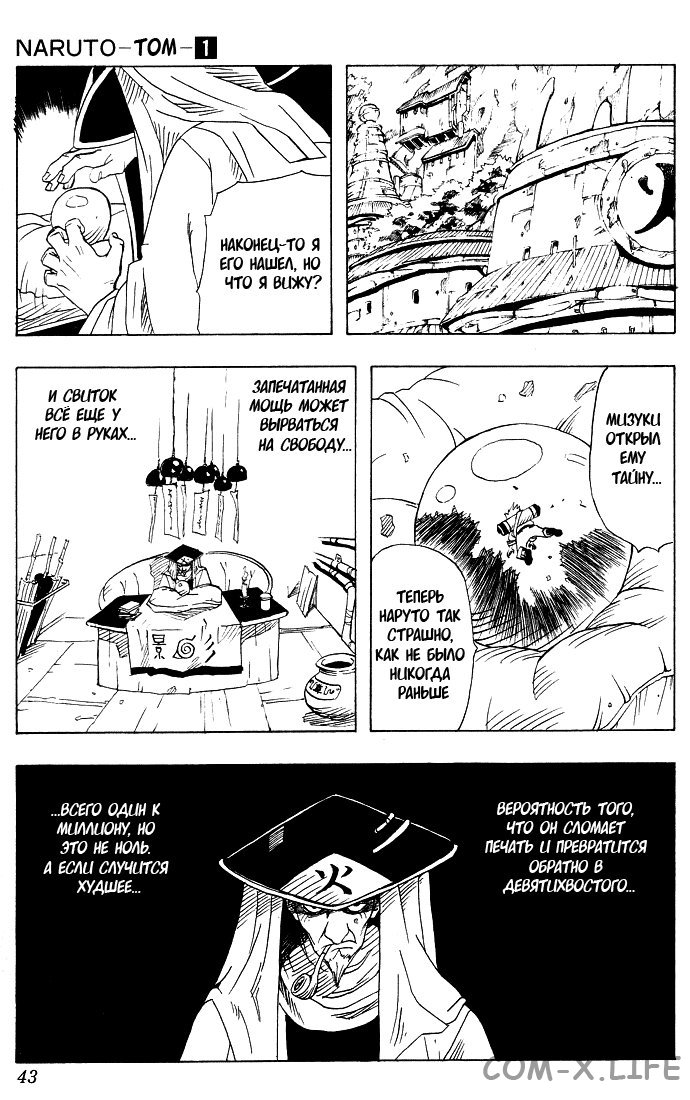 NARUTO-ТОМ-1
НАКОНЕЦ-ТО Я
ЕГО НАШЕЛ, НО
ЧТО Я ВИЖУ?
МИЗУКИ
ОТКРЫЛ
ЕМУ
ТАЙНУ...
ТЕПЕРЬ
НАРУТО ТАК
СТРАШНО,
КАК НЕ БЫЛО
НИКОГДА
РАНЬШЕ
ЗАПЕЧАТАННАЯ
МОЩЬ МОЖЕТ
ВЫРВАТЬСЯ
НА СВОБОДУ...
И СВИТОК
ВСЁ ЕЩЕ У
НЕГО В РУКАХ...
ВЕРОЯТНОСТЬ ТОГО,
ЧТО ОН СЛОМАЕТ
ПЕЧАТЬ И ПРЕВРАТИТСЯ
ОБРАТНО В
ДЕВЯТИХВОСТОГО...
...ВСЕГО ОДИН К
МИЛЛИОНУ, НО
ЭТО НЕ НОЛЬ.
А ЕСЛИ СЛУЧИТСЯ
ХУДШЕЕ...
火
43
COM-X.LIFE